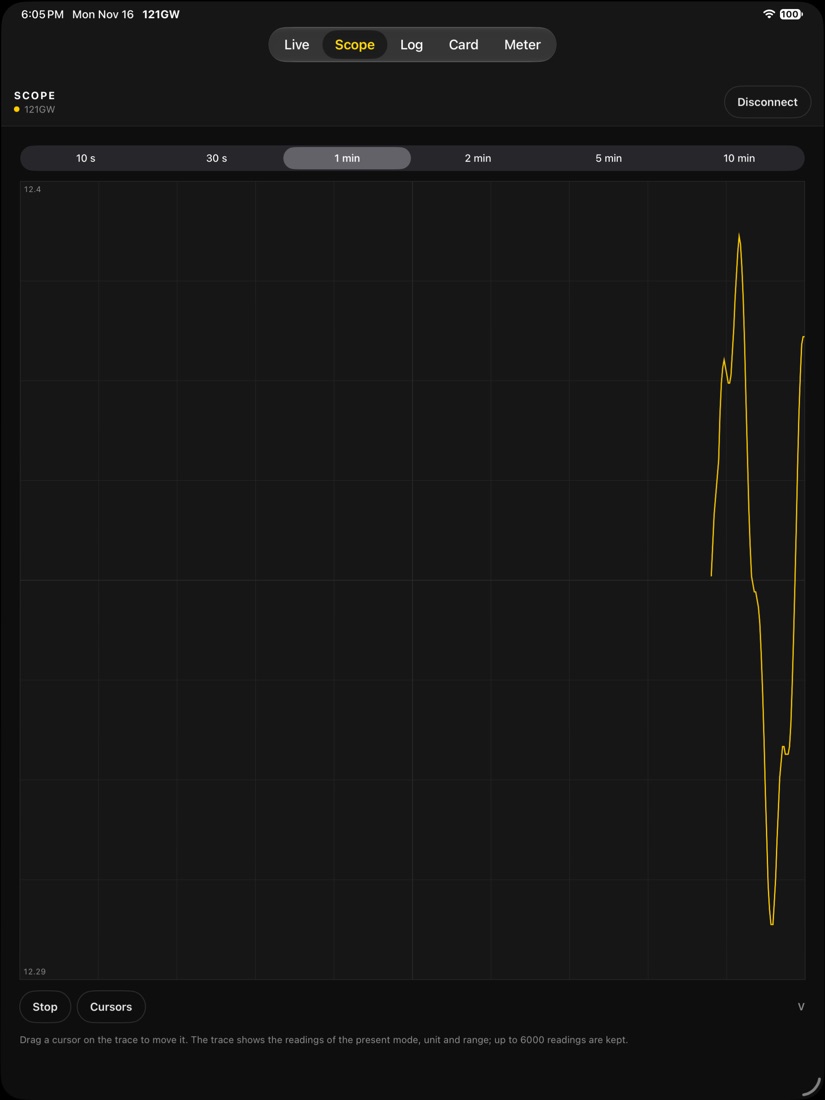 6:05 PM Mon Nov 16 121GW
100
Live Scope Log Card Meter
SCOPE
121GW
Disconnect
10 s 30 s 1 min 2 min 5 min 10 min
12.4
12.29
Stop Cursors V
Drag a cursor on the trace to move it. The trace shows the readings of the present mode, unit and range; up to 6000 readings are kept.